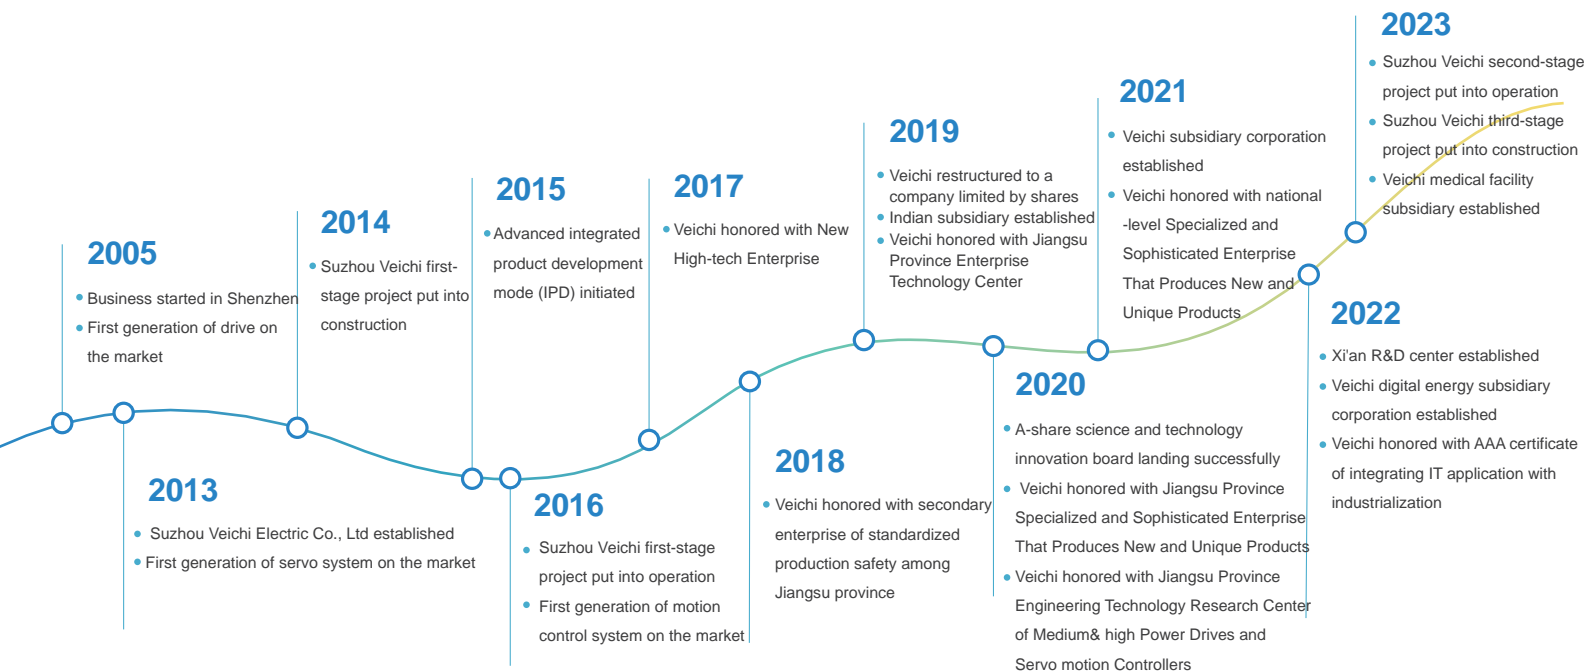 2005
Business started in Shenzhen
First generation of drive on
the market
2013
Suzhou Veichi Electric Co., Ltd established
First generation of servo system on the market
2014
Suzhou Veichi first-
stage project put into
construction
2015
Advanced integrated
product development
mode (IPD) initiated
2016
Suzhou Veichi first-stage
project put into operation
First generation of motion
control system on the market
2017
Veichi honored with New
High-tech Enterprise
2018
Veichi honored with secondary
enterprise of standardized
production safety among
Jiangsu province
2019
Veichi restructured to a
company limited by shares
Indian subsidiary established
Veichi honored with Jiangsu
Province Enterprise
Technology Center
2020
A-share science and technology
innovation board landing successfully
Veichi honored with Jiangsu Province
Specialized and Sophisticated Enterprise
That Produces New and Unique Products
Veichi honored with Jiangsu Province
Engineering Technology Research Center
of Medium& high Power Drives and
Servo motion Controllers
2021
Veichi subsidiary corporation
established
Veichi honored with national
-level Specialized and
Sophisticated Enterprise
That Produces New and
Unique Products
2022
Xi'an R&D center established
Veichi digital energy subsidiary
corporation established
Veichi honored with AAA certificate
of integrating IT application with
industrialization
2023
Suzhou Veichi second-stage
project put into operation
Suzhou Veichi third-stage
project put into construction
Veichi medical facility
subsidiary established